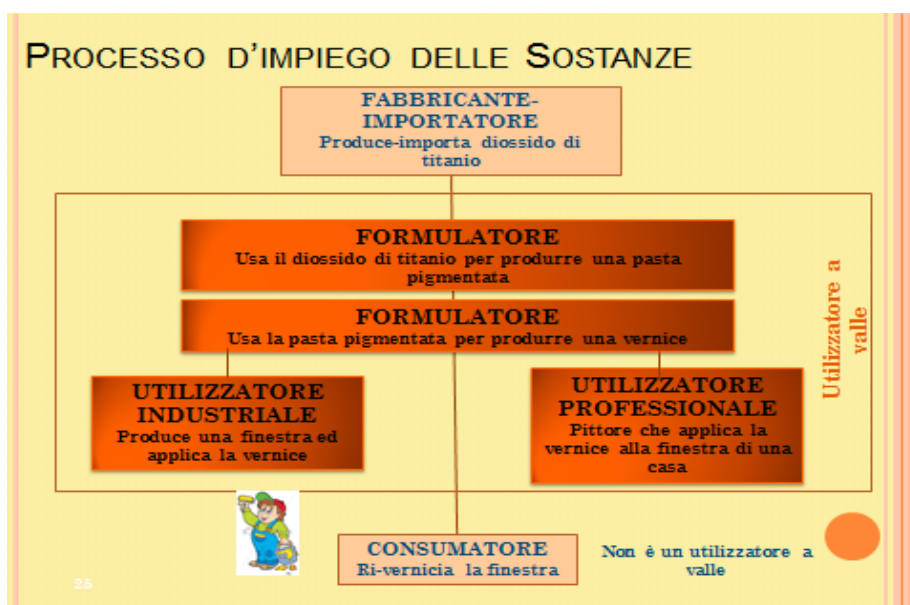 PROCESSO D'IMPIEGO DELLE SOSTANZE
FABBRICANTE-
IMPORTATORE
Produce-importa diossido di
titanio
FORMULATORE
Usa il diossido di titanio per produrre una pasta
pigmentata
FORMULATORE
Usa la pasta pigmentata per produrre una vernice
UTILIZZATORE
INDUSTRIALE
Produce una finestra ed
applica la vernice
UTILIZZATORE
PROFESSIONALE
Pittore che applica la
vernice alla finestra di una
casa
Utilizzatore a
valle
CONSUMATORE
Ri-vernicia la finestra
Non è un utilizzatore a
valle
25